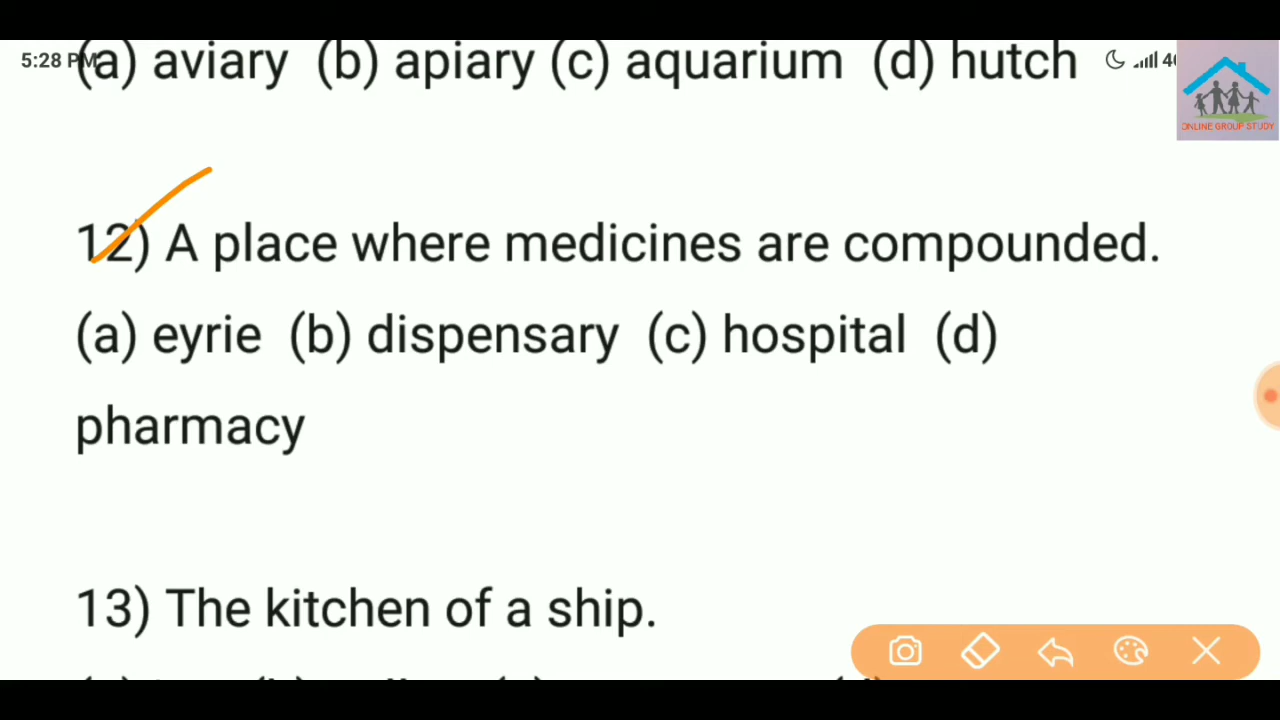 5:28 PM
(a) aviary (b) apiary (c) aquarium (d) hutch
ONLINE GROUP STUDY
12) A place where medicines are compounded.
(a) eyrie (b) dispensary (c) hospital (d)
pharmacy
13) The kitchen of a ship.